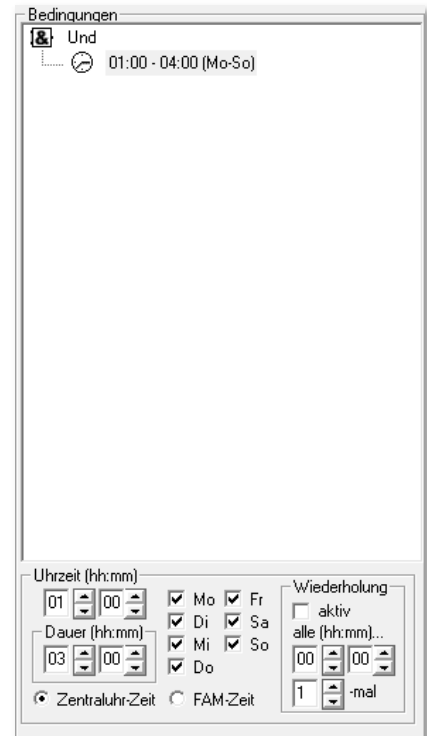 Bedingungen
& Und
01:00 - 04:00 (Mo-So)
Uhrzeit (hh:mm)
01 00
Mo Fr
Di Sa
Mi So
Do
Dauer (hh:mm)
03 00
Zentraluhr-Zeit FAM-Zeit
Wiederholung
aktiv
alle (hh:mm)...
00 00
1 -mal